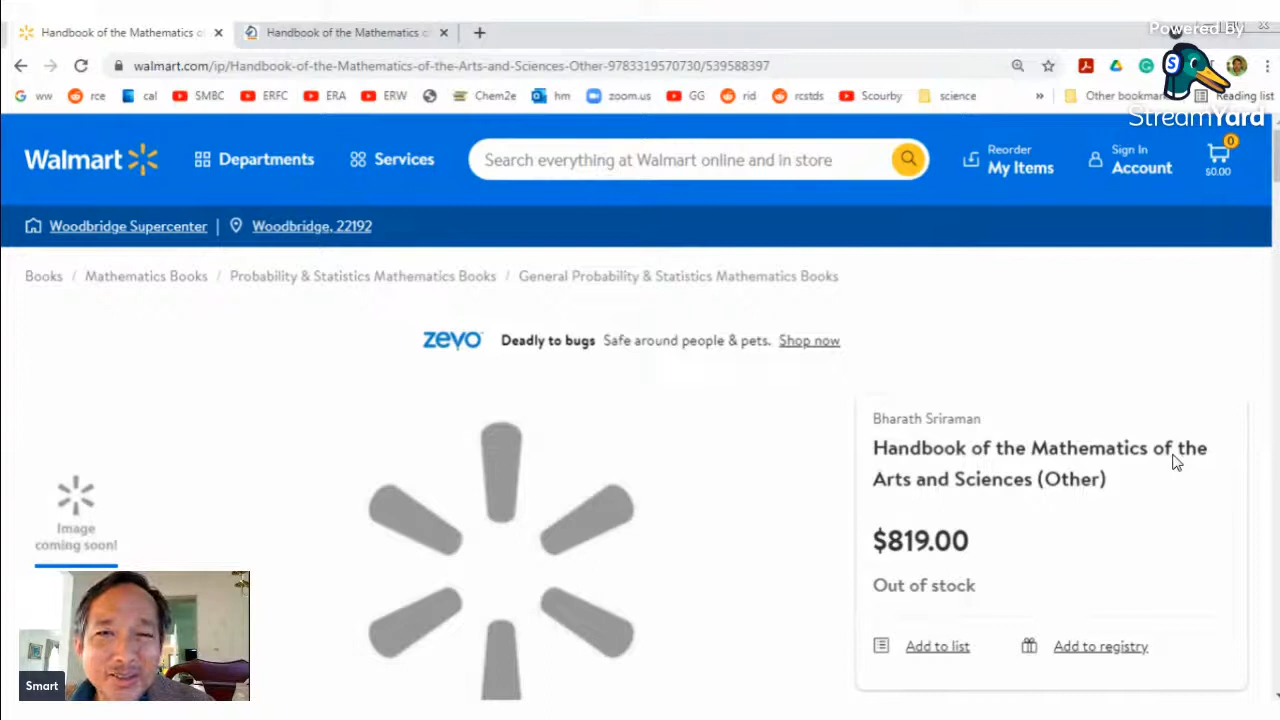 Powered by
StreamYard
Handbook of the Mathematics o
Handbook of the Mathematics o
walmart.com/ip/Handbook-of-the-Mathematics-of-the-Arts-and-Sciences-Other-9783319570730/539588397
ww rce cal SMBC ERFC ERA ERW Chem2e hm zoom.us GG rid rcstds Scourby science » Other bookmar Reading list
Walmart Departments Services Search everything at Walmart online and in store Reorder My Items Sign In Account 0 $0.00
Woodbridge Supercenter | Woodbridge, 22192
Books / Mathematics Books / Probability & Statistics Mathematics Books / General Probability & Statistics Mathematics Books
zevo Deadly to bugs Safe around people & pets. Shop now
Bharath Sriraman
Handbook of the Mathematics of the
Arts and Sciences (Other)
$819.00
Out of stock
Add to list Add to registry
Image
coming soon!
Smart